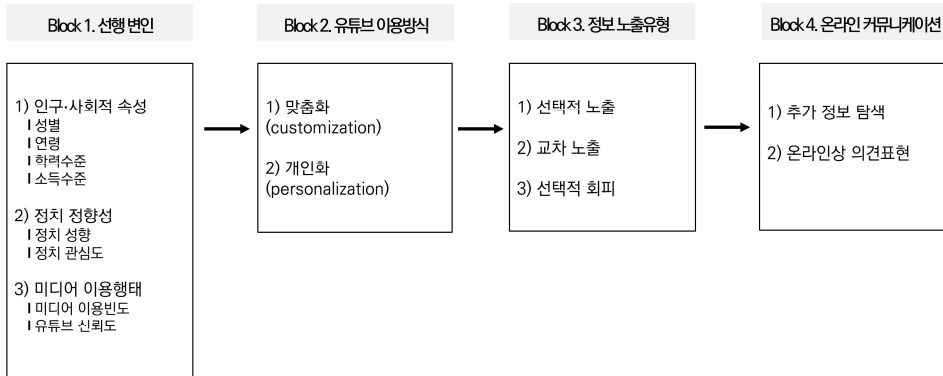 Block 1. 선행 변인
Block 2. 유튜브 이용방식
Block 3. 정보 노출유형
Block 4. 온라인 커뮤니케이션
1) 인구·사회적 속성
l 성별
l 연령
l 학력수준
l 소득수준
2) 정치 정향성
l 정치 성향
l 정치 관심도
3) 미디어 이용행태
l 미디어 이용빈도
l 유튜브 신뢰도
1) 맞춤화
(customization)
2) 개인화
(personalization)
1) 선택적 노출
2) 교차 노출
3) 선택적 회피
1) 추가 정보 탐색
2) 온라인상 의견표현